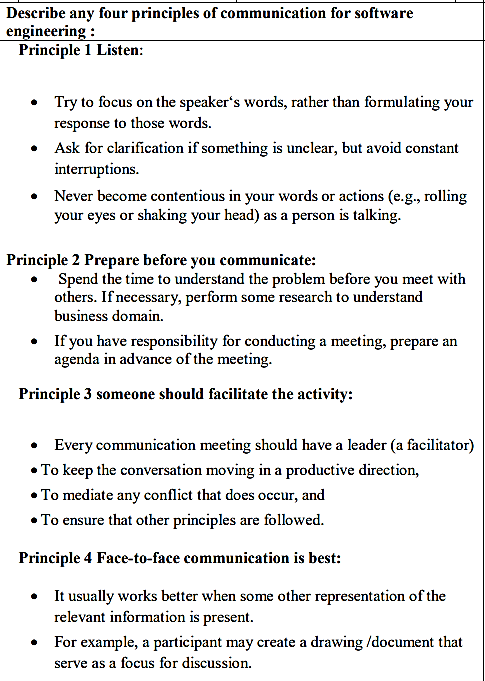 Describe any four principles of communication for software
engineering :
Principle 1 Listen:
• Try to focus on the speaker‘s words, rather than formulating your
response to those words.
• Ask for clarification if something is unclear, but avoid constant
interruptions.
• Never become contentious in your words or actions (e.g., rolling
your eyes or shaking your head) as a person is talking.
Principle 2 Prepare before you communicate:
• Spend the time to understand the problem before you meet with
others. If necessary, perform some research to understand
business domain.
• If you have responsibility for conducting a meeting, prepare an
agenda in advance of the meeting.
Principle 3 someone should facilitate the activity:
• Every communication meeting should have a leader (a facilitator)
• To keep the conversation moving in a productive direction,
• To mediate any conflict that does occur, and
• To ensure that other principles are followed.
Principle 4 Face-to-face communication is best:
• It usually works better when some other representation of the
relevant information is present.
• For example, a participant may create a drawing /document that
serve as a focus for discussion.